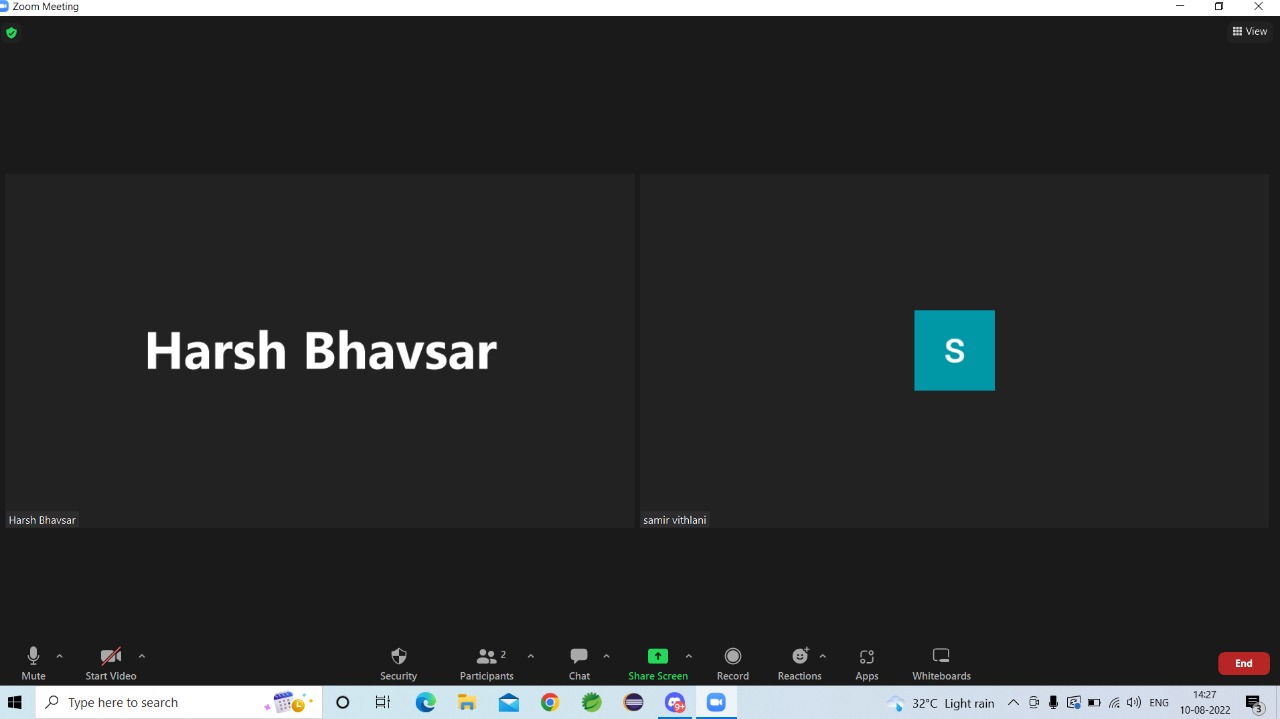 Zoom Meeting
View
Harsh Bhavsar
S
Harsh Bhavsar
samir vithlani
Mute
Start Video
Security
2
Participants
Chat
Share Screen
Record
Reactions
Apps
Whiteboards
End
Type here to search
9+
32°C Light rain
ENG
14:27
10-08-2022
3